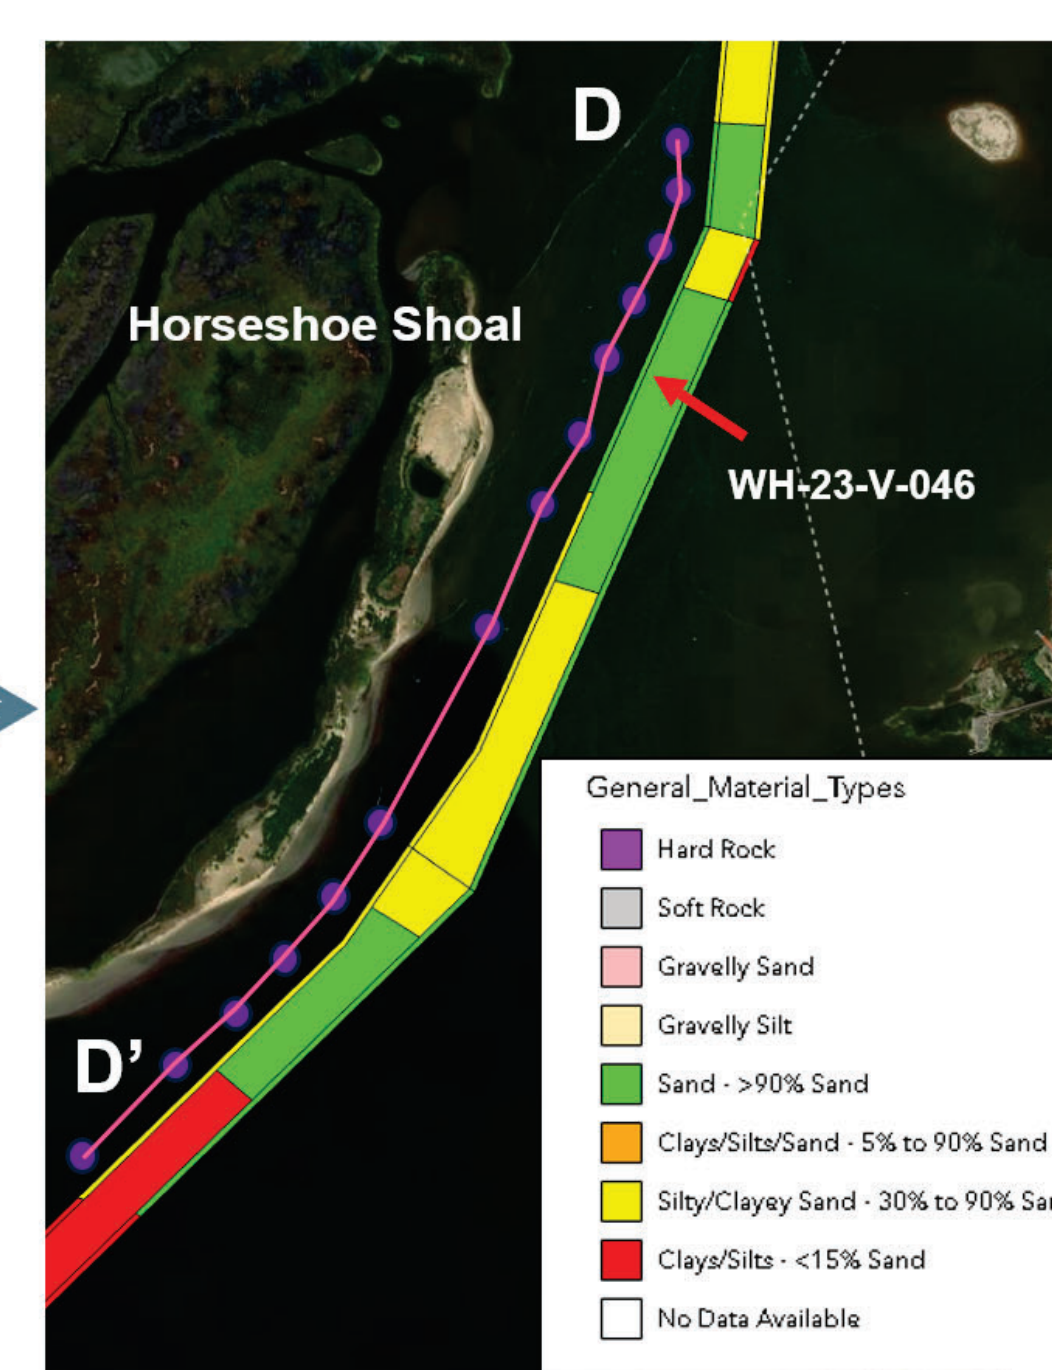 D
Horseshoe Shoal
WH-23-V-046
D’
General_Material_Types
Hard Rock
Soft Rock
Gravelly Sand
Gravelly Silt
Sand - >90% Sand
Clays/Silts/Sand - 5% to 90% Sand
Silty/Clayey Sand - 30% to 90%
Clays/Silts - <15% Sand
No Data Available